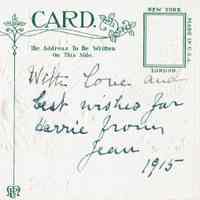 CARD.
The Address To Be Written
On This Side.
NEW YORK
MADE IN U.S.A.
LONDON.
With Love and
best wishes for
Harrie from
Jean
1915